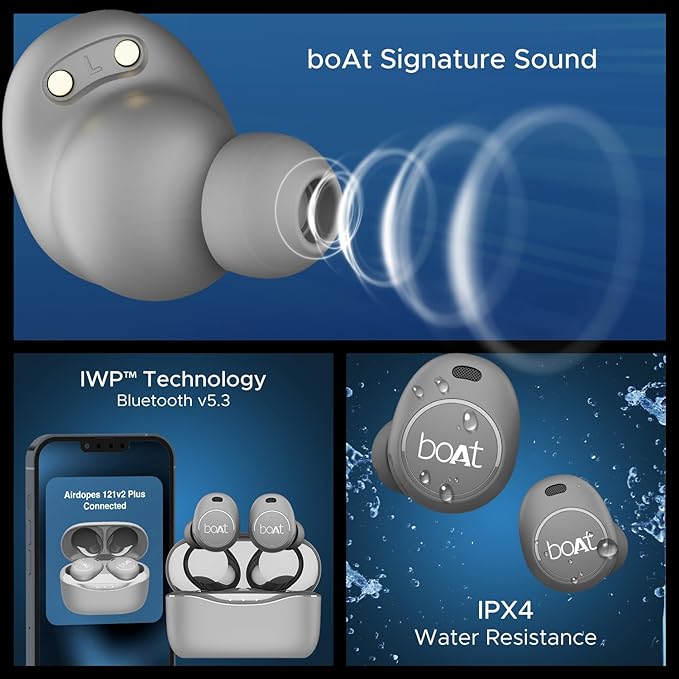 L
boAt Signature Sound
IWP™ Technology
Bluetooth v5.3
Airdopes 121v2 Plus
Connected
boAt
boAt
boAt
boAt
IPX4
Water Resistance